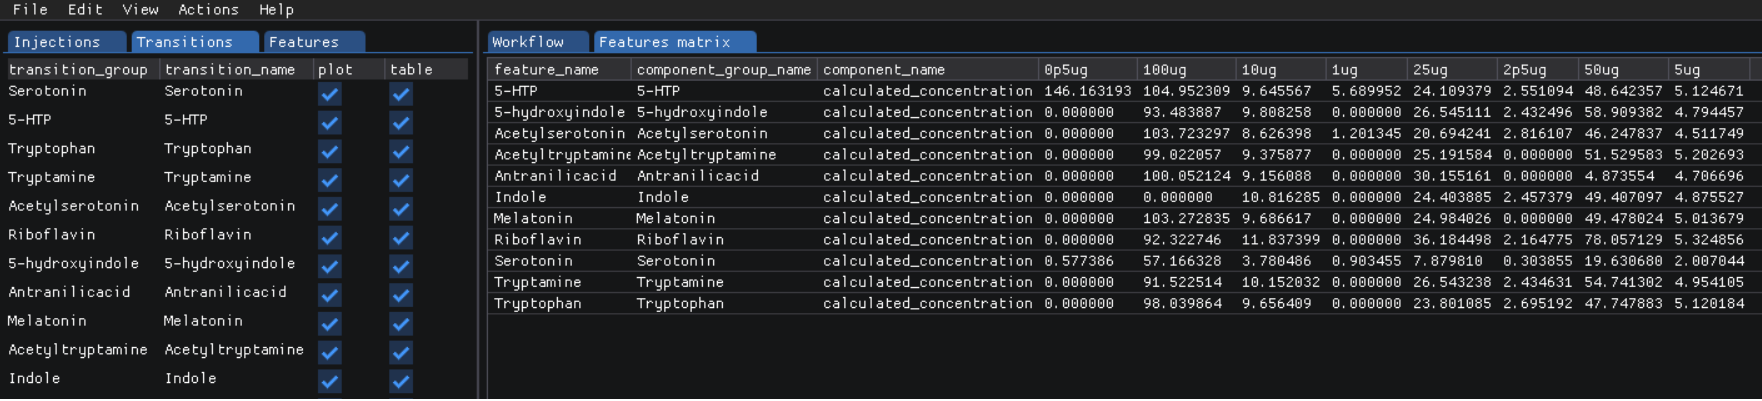 File Edit View Actions Help
Injections Transitions Features
transition_group transition_name plot table
Serotonin Serotonin
5-HTP 5-HTP
Tryptophan Tryptophan
Tryptamine Tryptamine
Acetylserotonin Acetylserotonin
Riboflavin Riboflavin
5-hydroxyindole 5-hydroxyindole
Antranilicacid Antranilicacid
Melatonin Melatonin
Acetyltryptamine Acetyltryptamine
Indole Indole
Workflow Features matrix
feature_name component_group_name component_name 0p5ug 100ug 10ug 1ug 25ug 2p5ug 50ug 5ug
5-HTP 5-HTP calculated_concentration 146.163193 104.952309 9.645567 5.689952 24.109379 2.551094 48.642357 5.124671
5-hydroxyindole 5-hydroxyindole calculated_concentration 0.000000 93.483887 9.808258 0.000000 26.545111 2.432496 58.909382 4.794457
Acetylserotonin Acetylserotonin calculated_concentration 0.000000 103.723297 8.626398 1.201345 20.694241 2.816107 46.247837 4.511749
Acetyltryptamine Acetyltryptamine calculated_concentration 0.000000 99.022057 9.375877 0.000000 25.191584 0.000000 51.529583 5.202693
Antranilicacid Antranilicacid calculated_concentration 0.000000 100.052124 9.156088 0.000000 30.155161 0.000000 4.873554 4.706696
Indole Indole calculated_concentration 0.000000 0.000000 10.816285 0.000000 24.403885 2.457379 49.407097 4.875527
Melatonin Melatonin calculated_concentration 0.000000 103.272835 9.686617 0.000000 24.984026 0.000000 49.478024 5.013679
Riboflavin Riboflavin calculated_concentration 0.000000 92.322746 11.837399 0.000000 36.184498 2.164775 78.057129 5.324856
Serotonin Serotonin calculated_concentration 0.577386 57.166328 3.780486 0.903455 7.879810 0.303855 19.630680 2.007044
Tryptamine Tryptamine calculated_concentration 0.000000 91.522514 10.152032 0.000000 26.543238 2.434631 54.741302 4.954105
Tryptophan Tryptophan calculated_concentration 0.000000 98.039864 9.656409 0.000000 23.801085 2.695192 47.747883 5.120184